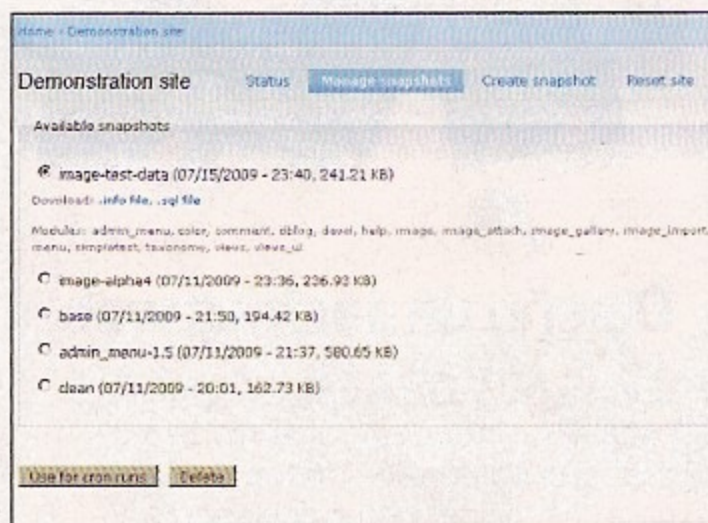 Home » Demonstration site
Demonstration site Status Manage snapshots Create snapshot Reset site
Available snapshots
image-test-data (07/15/2009 - 23:40, 241.21 KB)
Download: .info file, .sql file
Modules: admin_menu, color, comment, dblog, devel, help, image, image_attach, image_gallery, image_import,
menu, simpletest, taxonomy, views, views_ui
image-alpha4 (07/11/2009 - 23:36, 236.93 KB)
base (07/11/2009 - 21:50, 194.42 KB)
admin_menu-1.5 (07/11/2009 - 21:37, 580.65 KB)
clean (07/11/2009 - 20:01, 162.73 KB)
Use for cron runs Delete